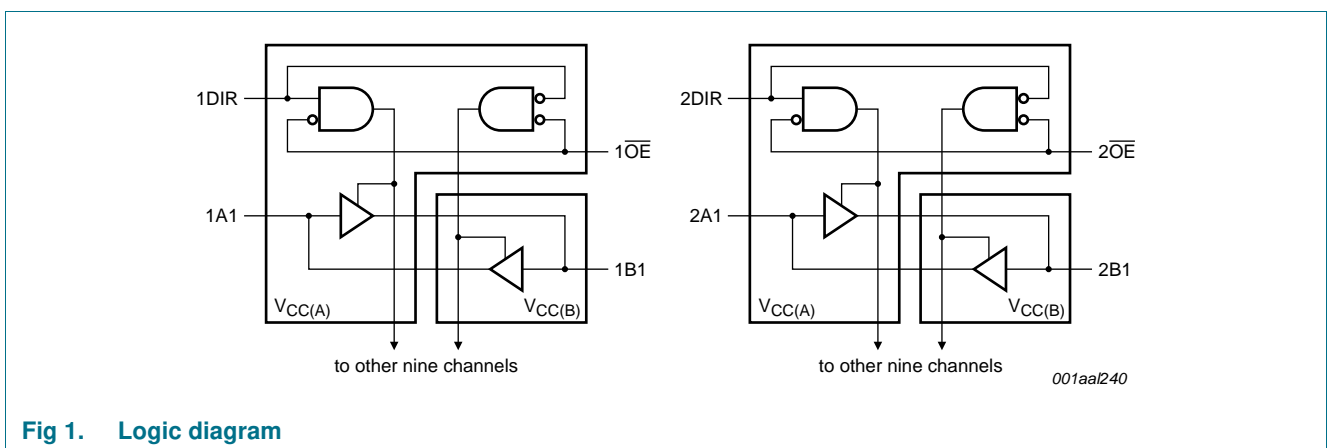 1DIR
1OE
1A1
1B1
VCC(A)
VCC(B)
to other nine channels
2DIR
2OE
2A1
2B1
VCC(A)
VCC(B)
to other nine channels
001aal240
Fig 1. Logic diagram